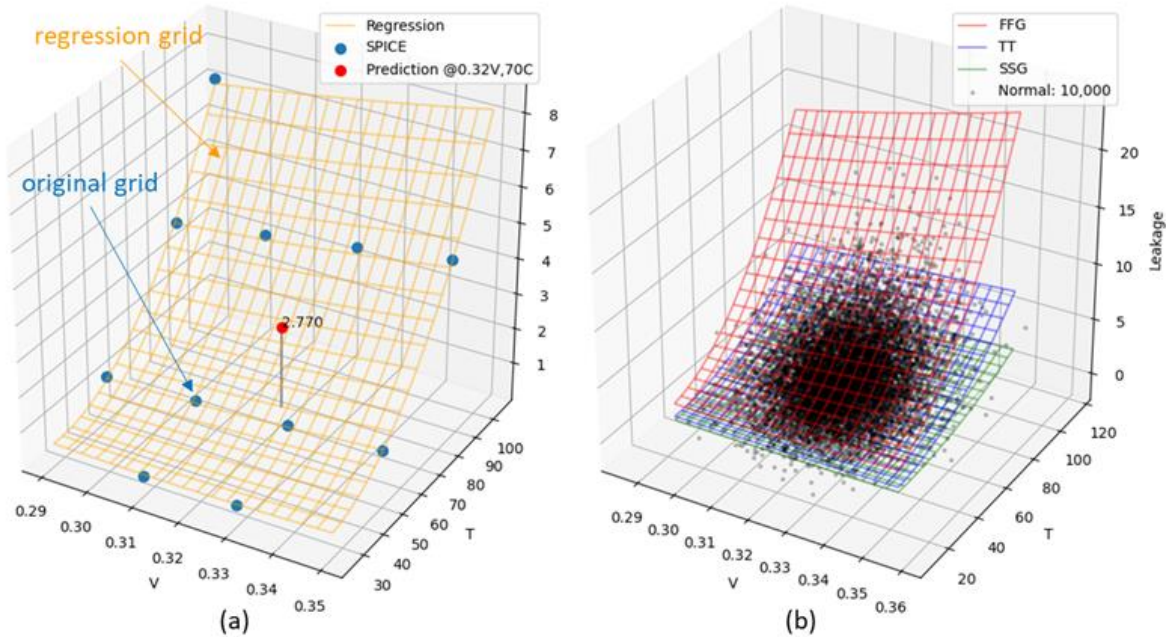 regression grid
original grid
Regression
SPICE
Prediction @0.32V,70C
2.770
8
7
6
5
4
3
2
1
100
90
80
70
60
50
40
30
T
0.29
0.30
0.31
0.32
0.33
0.34
0.35
V
(a)
FFG
TT
SSG
Normal: 10,000
20
15
10
5
0
Leakage
120
100
80
60
40
20
T
0.29
0.30
0.31
0.32
0.33
0.34
0.35
0.36
V
(b)